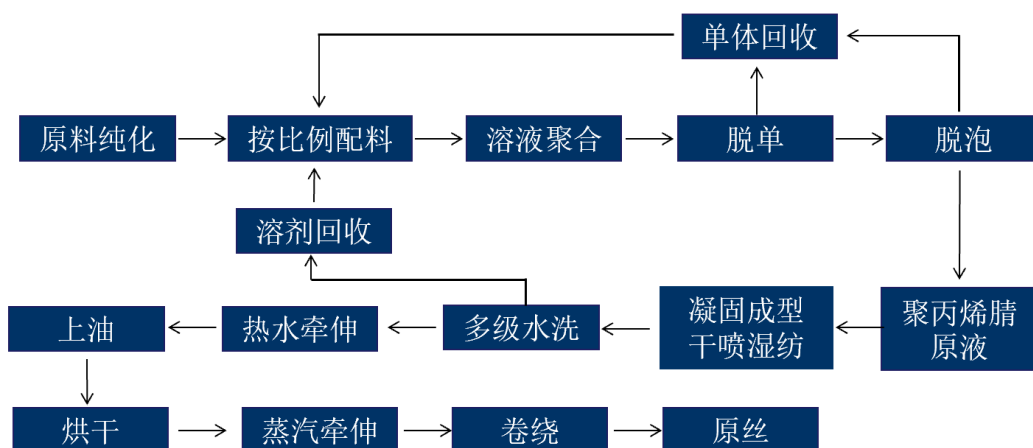 单体回收
原料纯化
按比例配料
溶液聚合
脱单
脱泡
溶剂回收
上油
热水牵伸
多级水洗
凝固成型
干喷湿纺
聚丙烯腈
原液
烘干
蒸汽牵伸
卷绕
原丝